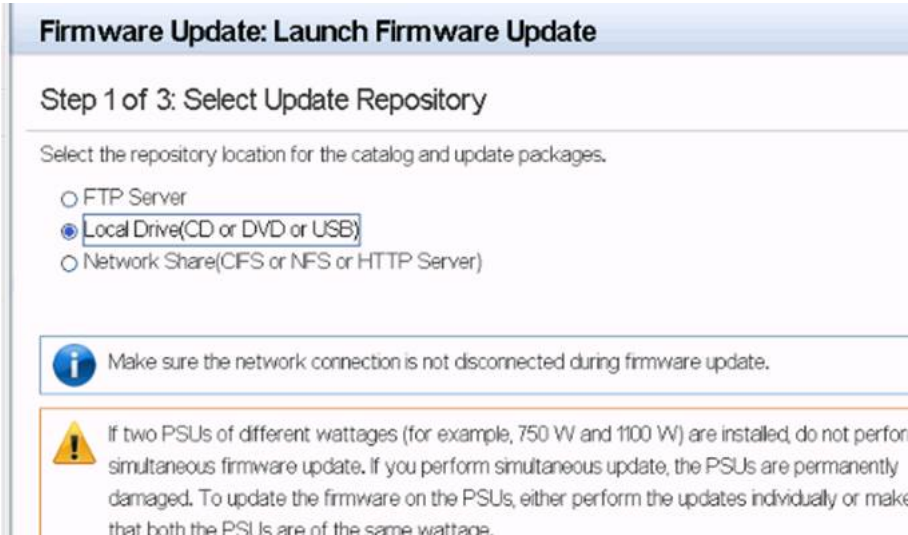 Firmware Update: Launch Firmware Update
Step 1 of 3: Select Update Repository
Select the repository location for the catalog and update packages.
FTP Server
Local Drive(CD or DVD or USB)
Network Share(CIFS or NFS or HTTP Server)
Make sure the network connection is not disconnected during firmware update.
If two PSUs of different wattages (for example, 750 W and 1100 W) are installed, do not perfor
simultaneous firmware update. If you perform simultaneous update, the PSUs are permanently
damaged. To update the firmware on the PSUs, either perform the updates individually or make
that both the PSUs are of the same wattage.